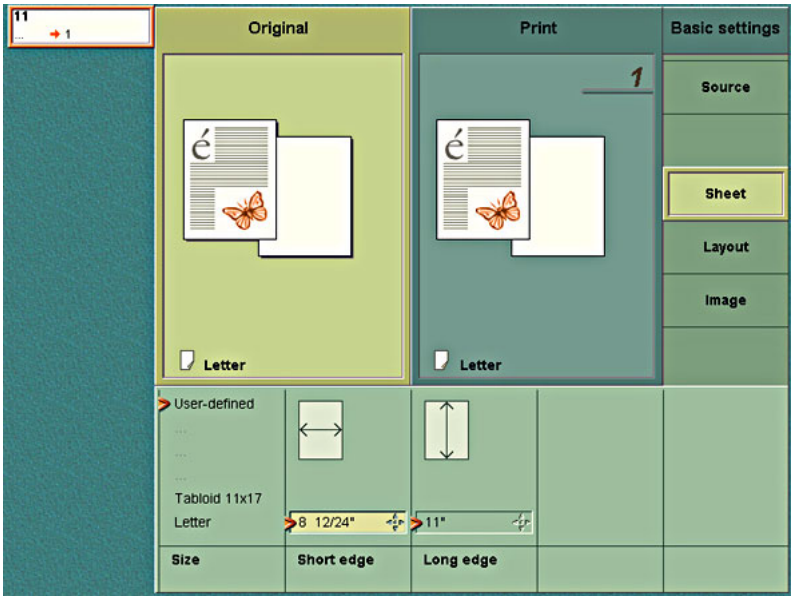 11
... 1
Original
Print
Basic settings
1
Source
é
é
Sheet
Layout
Image
Letter
Letter
User-defined
...
...
...
Tabloid 11x17
Letter
8 12/24"
11"
Size
Short edge
Long edge